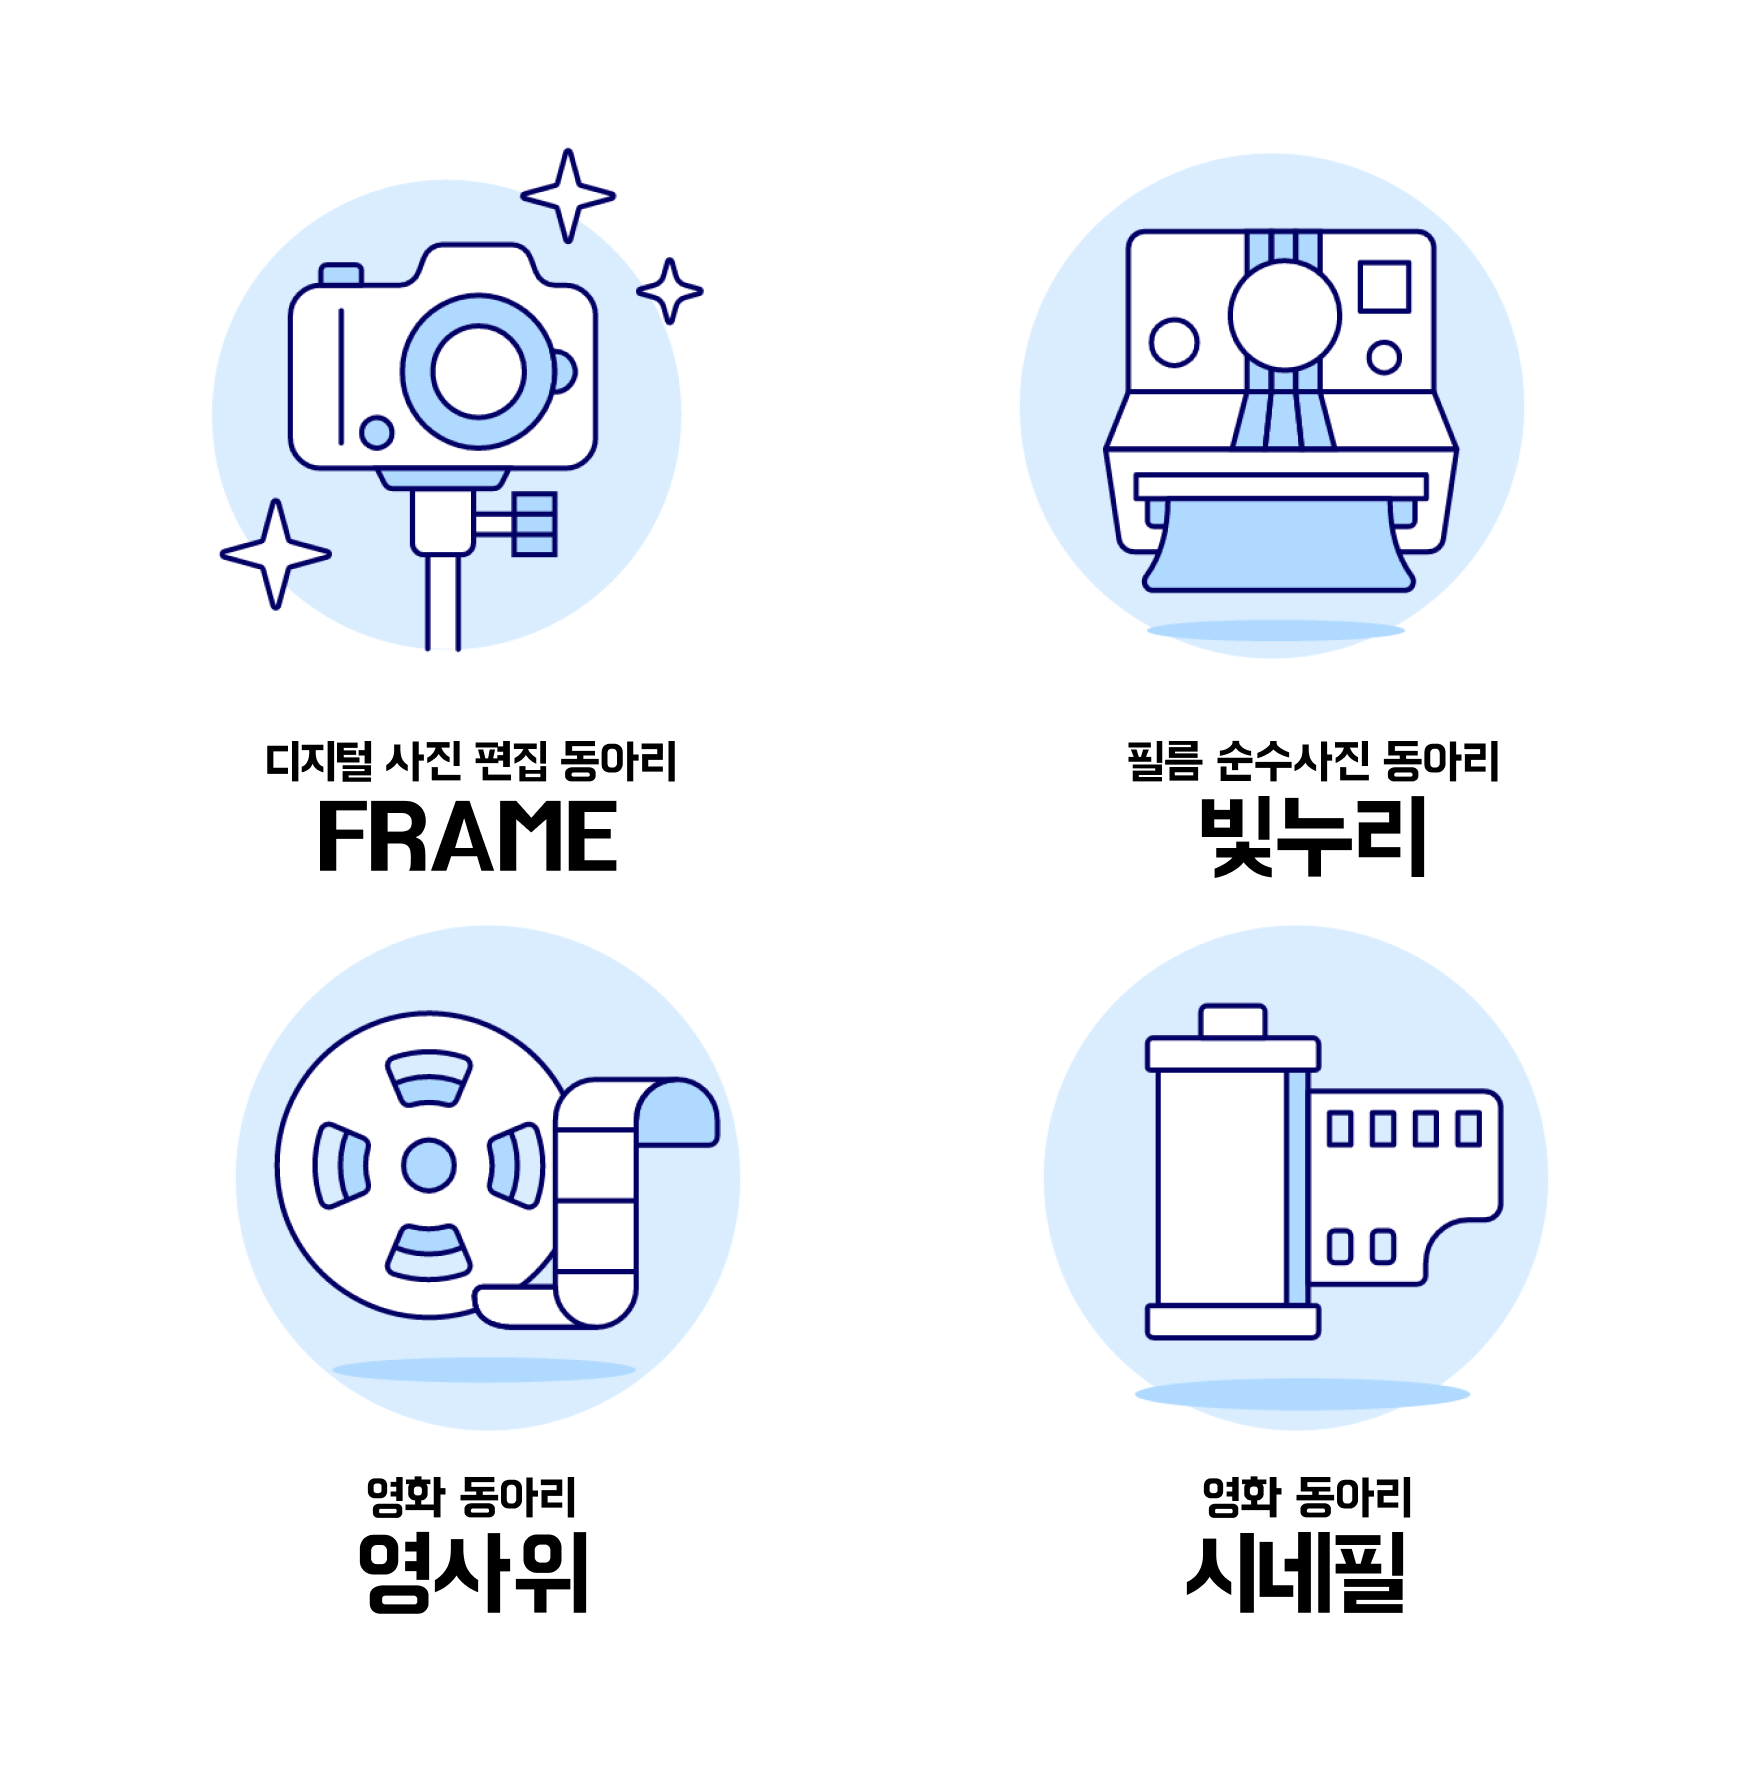 디지털 사진 편집 동아리
FRAME
필름 순수사진 동아리
빛누리
영화 동아리
영사위
영화 동아리
시네필